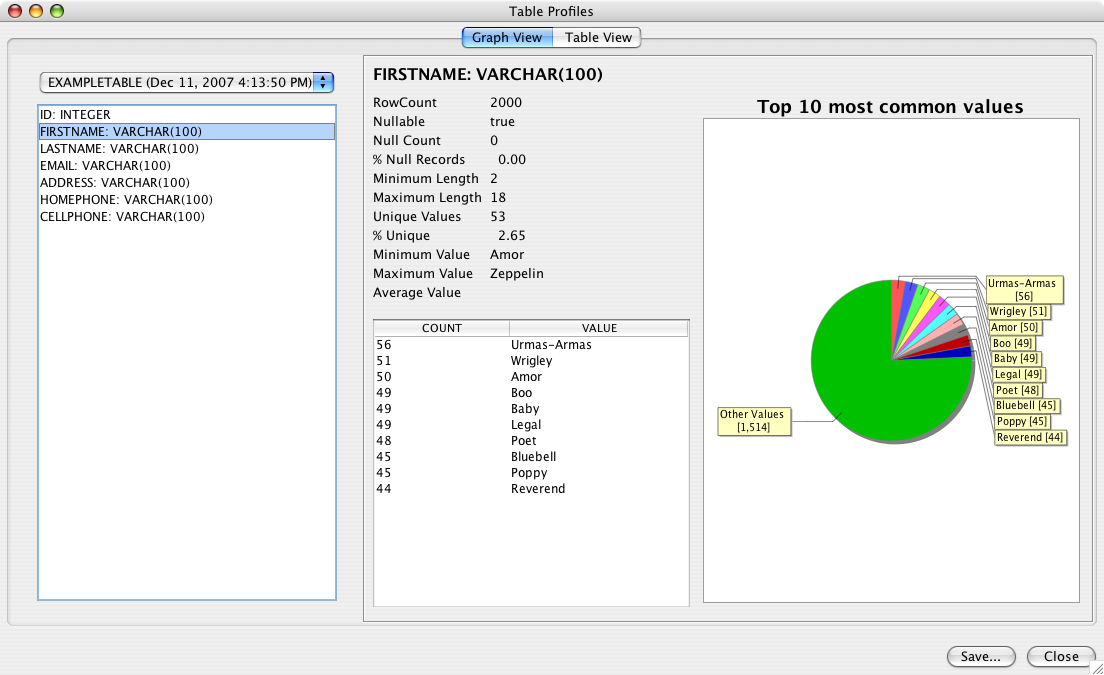 Table Profiles
Graph View Table View
EXAMPLETABLE (Dec 11, 2007 4:13:50 PM)
ID: INTEGER
FIRSTNAME: VARCHAR(100)
LASTNAME: VARCHAR(100)
EMAIL: VARCHAR(100)
ADDRESS: VARCHAR(100)
HOMEPHONE: VARCHAR(100)
CELLPHONE: VARCHAR(100)
FIRSTNAME: VARCHAR(100)
RowCount 2000
Nullable true
Null Count 0
% Null Records 0.00
Minimum Length 2
Maximum Length 18
Unique Values 53
% Unique 2.65
Minimum Value Amor
Maximum Value Zeppelin
Average Value
COUNT VALUE
56 Urmas-Armas
51 Wrigley
50 Amor
49 Boo
49 Baby
49 Legal
48 Poet
45 Bluebell
45 Poppy
44 Reverend
Top 10 most common values
Urmas-Armas
[56]
Wrigley [51]
Amor [50]
Boo [49]
Baby [49]
Legal [49]
Poet [48]
Bluebell [45]
Poppy [45]
Reverend [44]
Other Values
[1,514]
Save... Close